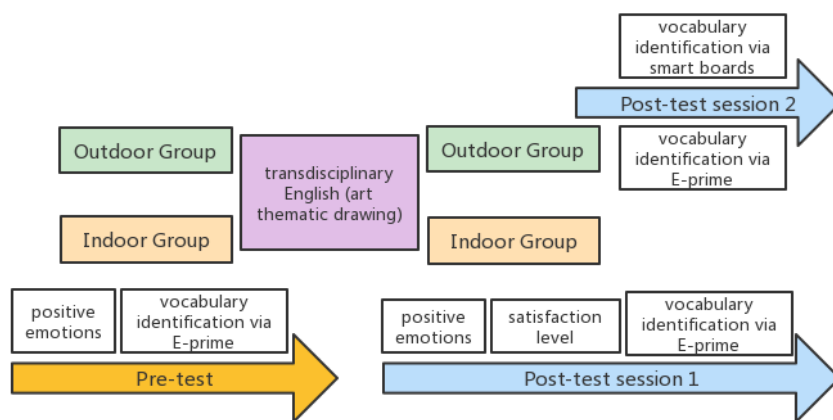 vocabulary
identification via
smart boards
Post-test session 2
vocabulary
identification via
E-prime
Outdoor Group
transdisciplinary
English (art
thematic drawing)
Outdoor Group
Indoor Group
Indoor Group
positive
emotions
vocabulary
identification via
E-prime
Pre-test
positive
emotions
satisfaction
level
vocabulary
identification via
E-prime
Post-test session 1